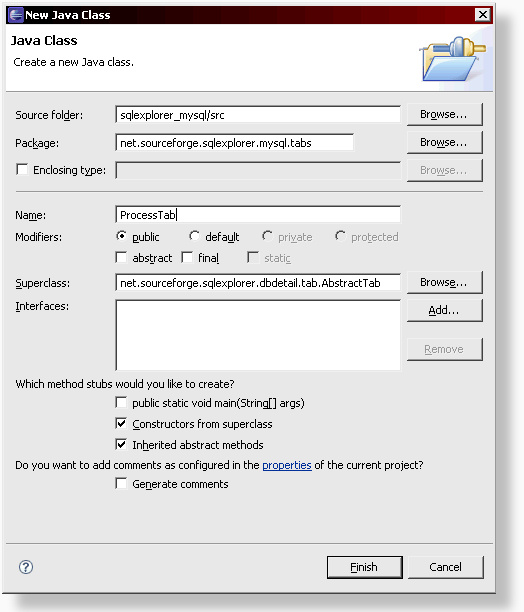 New Java Class
Java Class
Create a new Java class.
Source folder: sqlexplorer_mysql/src Browse...
Package: net.sourceforge.sqlexplorer.mysql.tabs Browse...
Enclosing type: Browse...
Name: ProcessTab
Modifiers: public default private protected
abstract final static
Superclass: net.sourceforge.sqlexplorer.dbdetail.tab.AbstractTab Browse...
Interfaces: Add...
Remove
Which method stubs would you like to create?
public static void main(String[] args)
Constructors from superclass
Inherited abstract methods
Do you want to add comments as configured in the properties of the current project?
Generate comments
? Finish Cancel